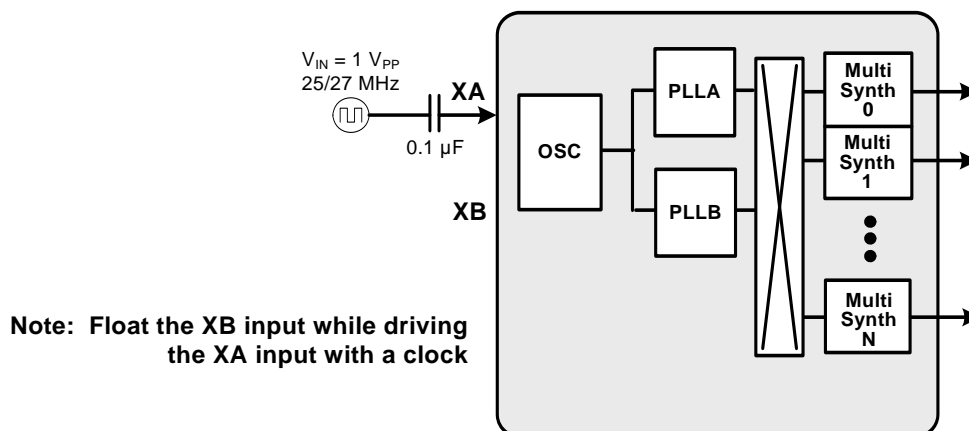 V_IN = 1 V_PP
25/27 MHz
XA
0.1 µF
XB
OSC
PLLA
PLLB
Multi
Synth
0
Multi
Synth
1
Multi
Synth
N
Note: Float the XB input while driving
the XA input with a clock